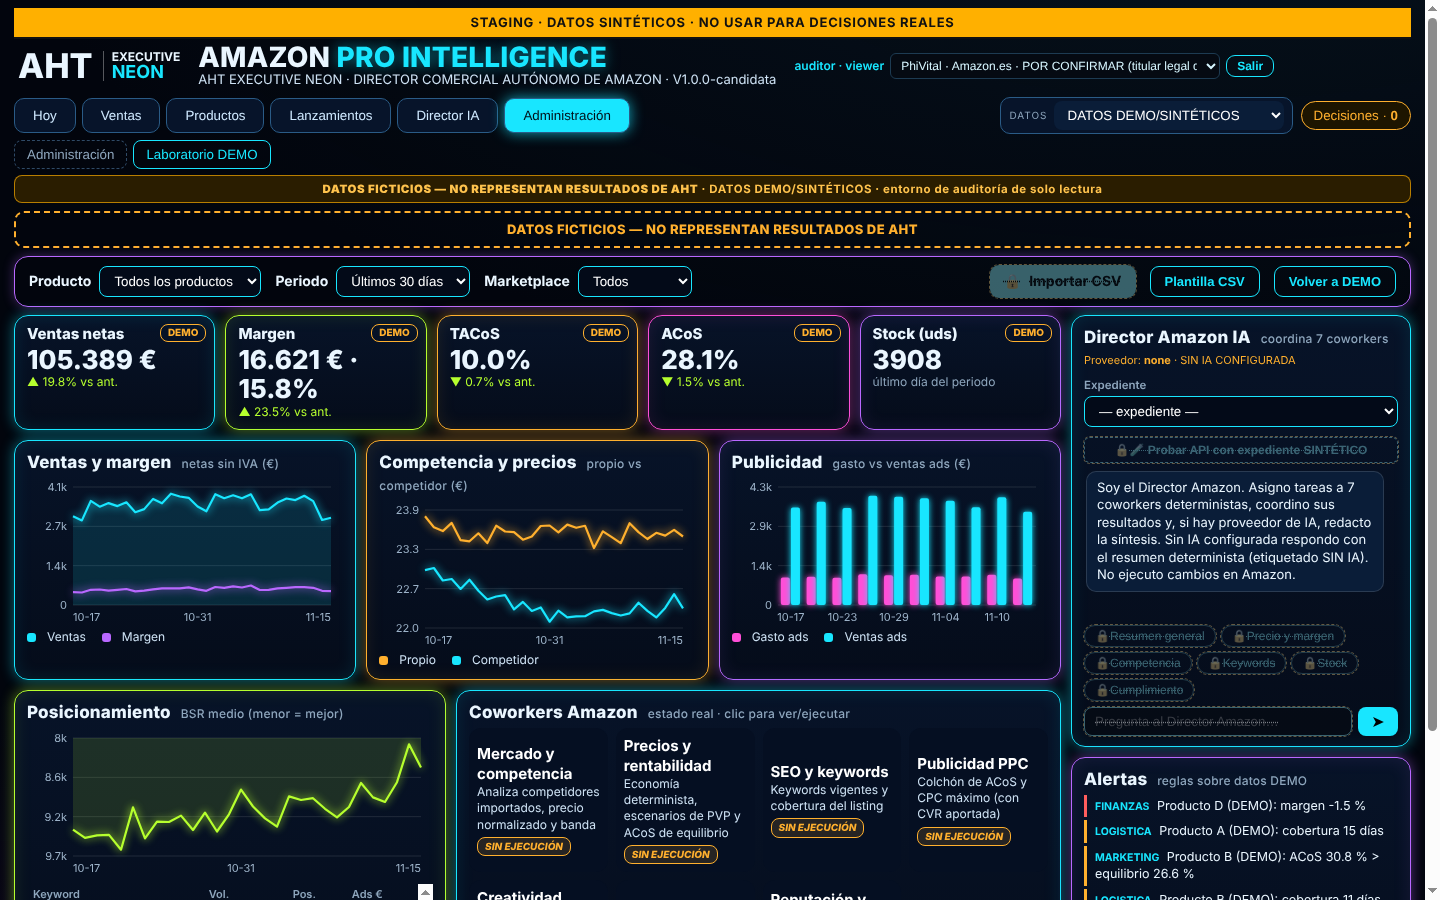 STAGING · DATOS SINTÉTICOS · NO USAR PARA DECISIONES REALES
AHT
EXECUTIVE
NEON
AMAZON PRO INTELLIGENCE
AHT EXECUTIVE NEON · DIRECTOR COMERCIAL AUTÓNOMO DE AMAZON · V1.0.0-candidata
auditor · viewer
PhiVital · Amazon.es · POR CONFIRMAR (titular legal c
Salir
Hoy
Ventas
Productos
Lanzamientos
Director IA
Administración
DATOS
DATOS DEMO/SINTÉTICOS
Decisiones · 0
Administración
Laboratorio DEMO
DATOS FICTICIOS — NO REPRESENTAN RESULTADOS DE AHT · DATOS DEMO/SINTÉTICOS · entorno de auditoría de solo lectura
DATOS FICTICIOS — NO REPRESENTAN RESULTADOS DE AHT
Producto
Todos los productos
Periodo
Últimos 30 días
Marketplace
Todos
Importar CSV
Plantilla CSV
Volver a DEMO
Ventas netas
DEMO
105.389 €
▲ 19.8% vs ant.
Margen
DEMO
16.621 € ·
15.8%
▲ 23.5% vs ant.
TACoS
DEMO
10.0%
▼ 0.7% vs ant.
ACoS
DEMO
28.1%
▼ 1.5% vs ant.
Stock (uds)
DEMO
3908
último día del periodo
Ventas y margen netas sin IVA (€)
4.1k
2.7k
1.4k
0
10-17
10-31
11-15
Ventas
Margen
Competencia y precios propio vs
competidor (€)
23.9
23.3
22.7
22.0
10-17
10-31
11-15
Propio
Competidor
Publicidad gasto vs ventas ads (€)
4.3k
2.9k
1.4k
0
10-17
10-23
10-29
11-04
11-10
Gasto ads
Ventas ads
Director Amazon IA coordina 7 coworkers
Proveedor: none · SIN IA CONFIGURADA
Expediente
— expediente —
Probar API con expediente SINTÉTICO
Soy el Director Amazon. Asigno tareas a 7
coworkers deterministas, coordino sus
resultados y, si hay proveedor de IA, redacto
la síntesis. Sin IA configurada respondo con
el resumen determinista (etiquetado SIN IA).
No ejecuto cambios en Amazon.
Resumen general
Precio y margen
Competencia
Keywords
Stock
Cumplimiento
Pregunta al Director Amazon…
Posicionamiento BSR medio (menor = mejor)
8k
8.6k
9.2k
9.7k
10-17
10-31
11-15
Keyword
Vol.
Pos.
Ads €
Coworkers Amazon estado real · clic para ver/ejecutar
Mercado y
competencia
Analiza competidores
importados, precio
normalizado y banda
SIN EJECUCIÓN
Precios y
rentabilidad
Economía
determinista,
escenarios de PVP y
ACoS de equilibrio
SIN EJECUCIÓN
SEO y keywords
Keywords vigentes y
cobertura del listing
SIN EJECUCIÓN
Publicidad PPC
Colchón de ACoS y
CPC máximo (con
CVR aportada)
SIN EJECUCIÓN
Creatividad
Reputación y
Alertas reglas sobre datos DEMO
FINANZAS Producto D (DEMO): margen -1.5 %
LOGISTICA Producto A (DEMO): cobertura 15 días
MARKETING Producto B (DEMO): ACoS 30.8 % >
equilibrio 26.6 %
LOGISTICA Producto B (DEMO): cobertura 11 días